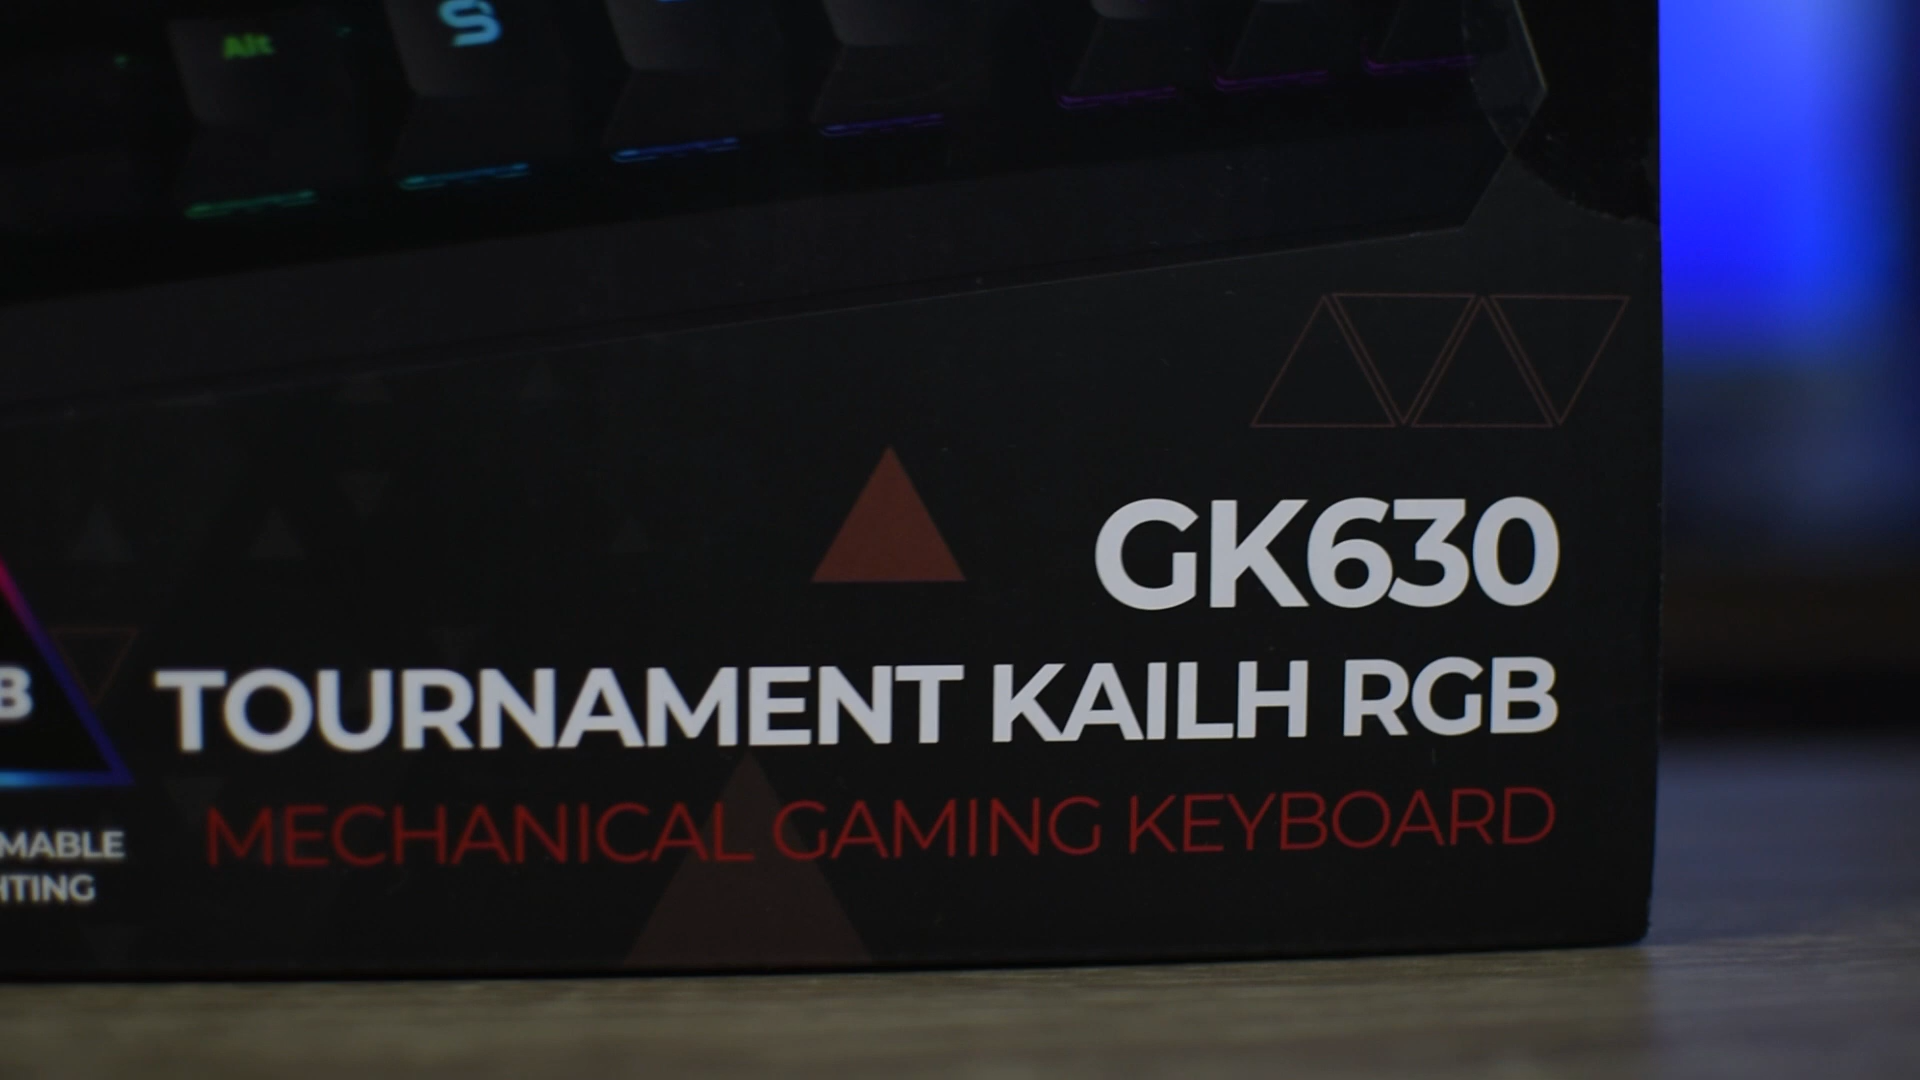 Alt
GK630
TOURNAMENT KAILH RGB
MECHANICAL GAMING KEYBOARD
B
MABLE
HTING